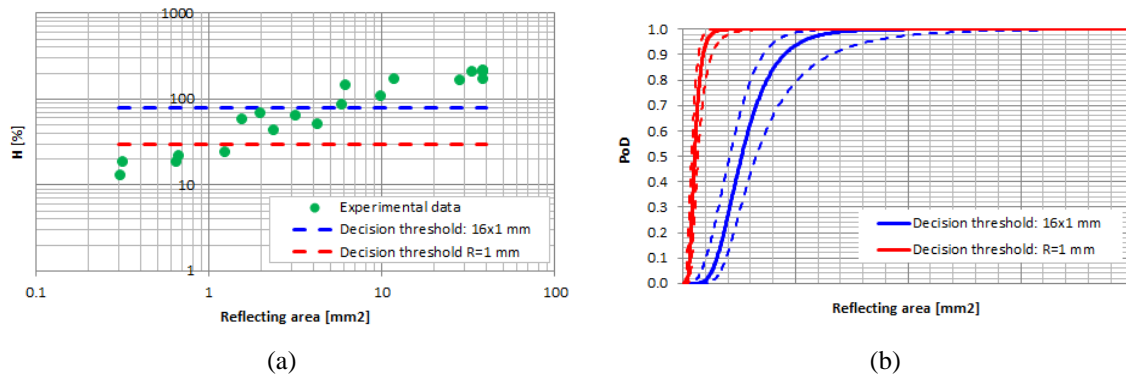 1000
100
10
1
H [%]
Experimental data
Decision threshold: 16x1 mm
Decision threshold R=1 mm
0.1 1 10 100
Reflecting area [mm2]
(a)
1.0
0.9
0.8
0.7
0.6
0.5
0.4
0.3
0.2
0.1
0.0
PoD
Decision threshold: 16x1 mm
Decision threshold: R=1 mm
Reflecting area [mm2]
(b)